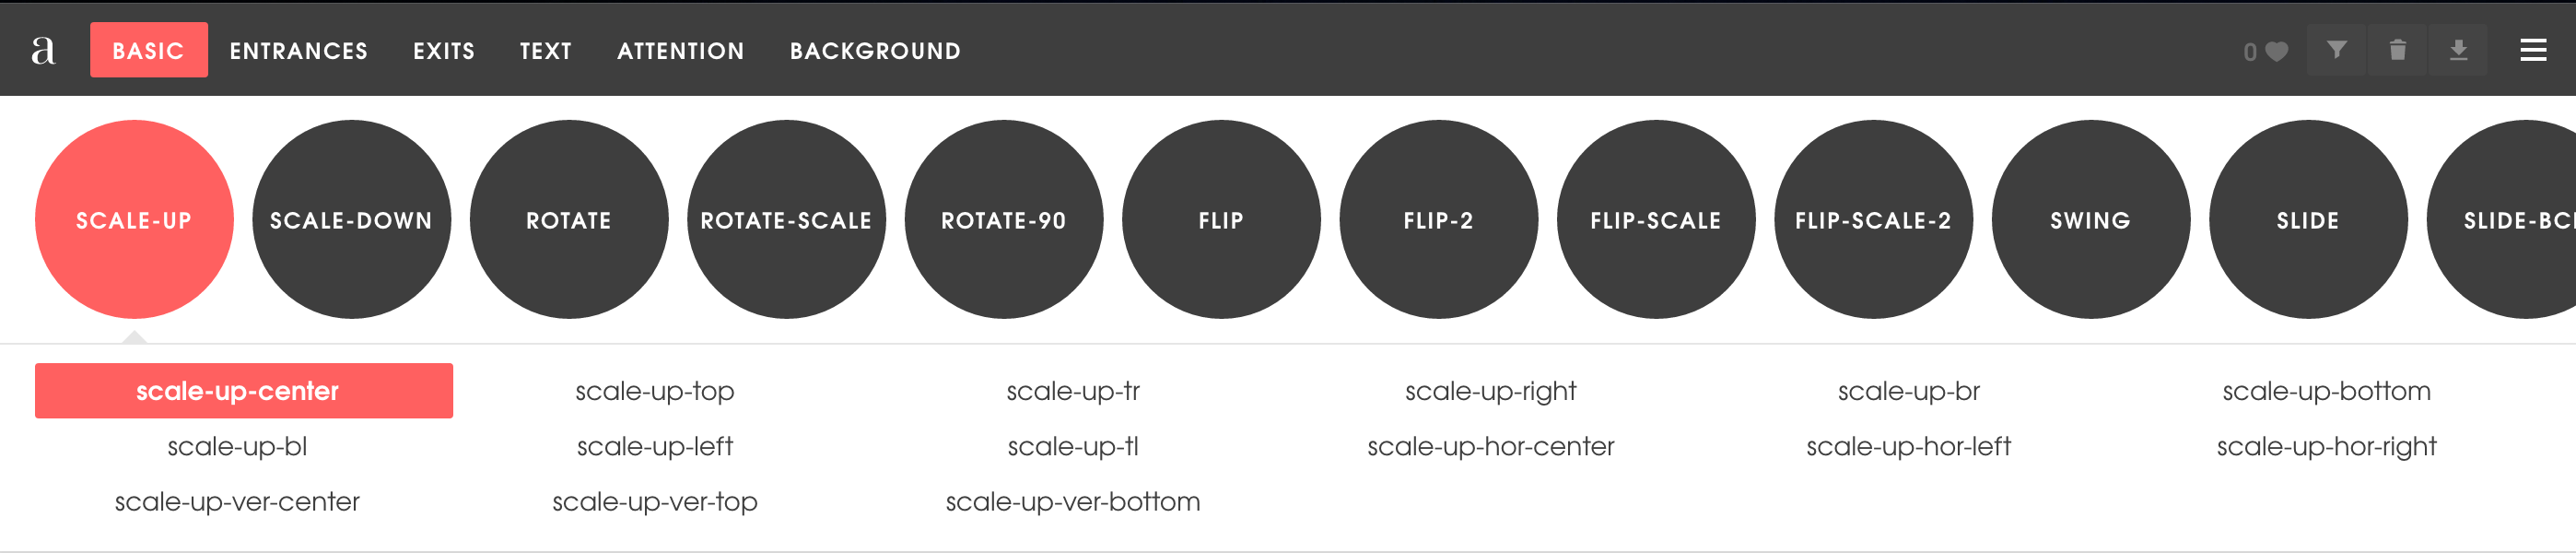 a BASIC ENTRANCES EXITS TEXT ATTENTION BACKGROUND 0
SCALE-UP SCALE-DOWN ROTATE ROTATE-SCALE ROTATE-90 FLIP FLIP-2 FLIP-SCALE FLIP-SCALE-2 SWING SLIDE SLIDE-BC
scale-up-center scale-up-top scale-up-tr scale-up-right scale-up-br scale-up-bottom
scale-up-bl scale-up-left scale-up-tl scale-up-hor-center scale-up-hor-left scale-up-hor-right
scale-up-ver-center scale-up-ver-top scale-up-ver-bottom